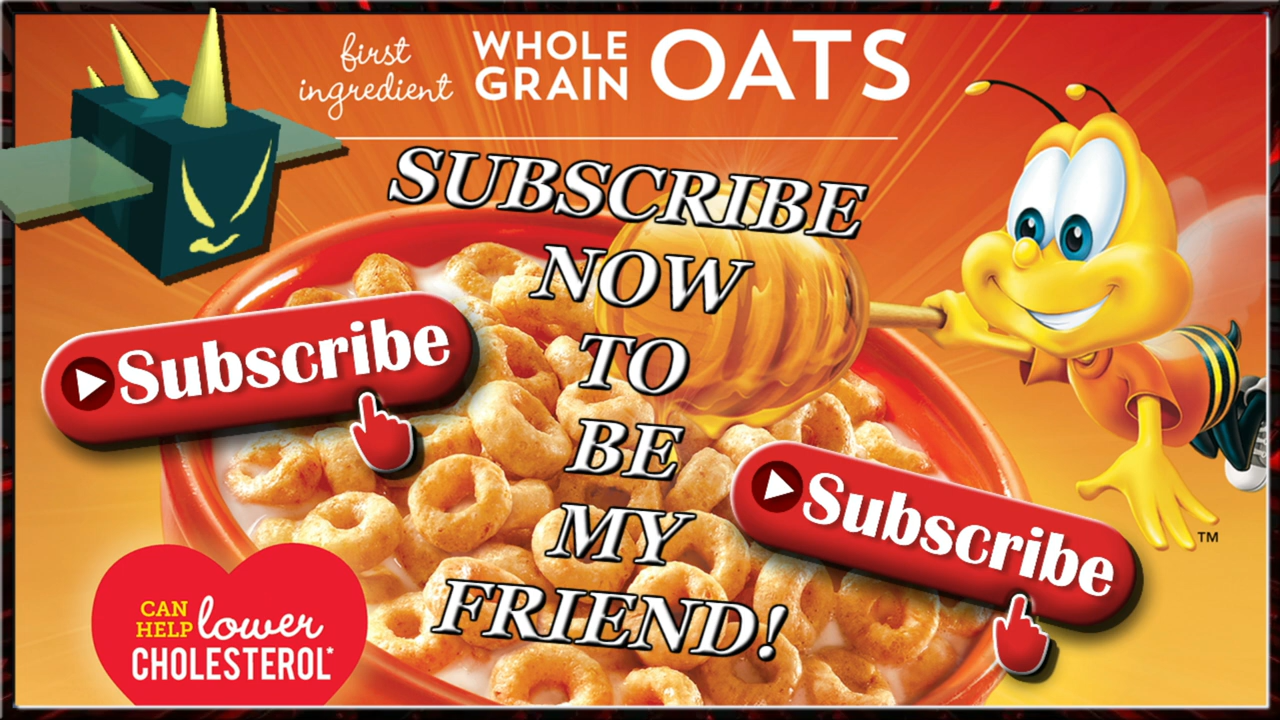 first
ingredient
WHOLE
GRAIN
OATS
SUBSCRIBE
NOW
TO
BE
MY
FRIEND!
Subscribe
Subscribe
TM
CAN
HELP
lower
CHOLESTEROL*